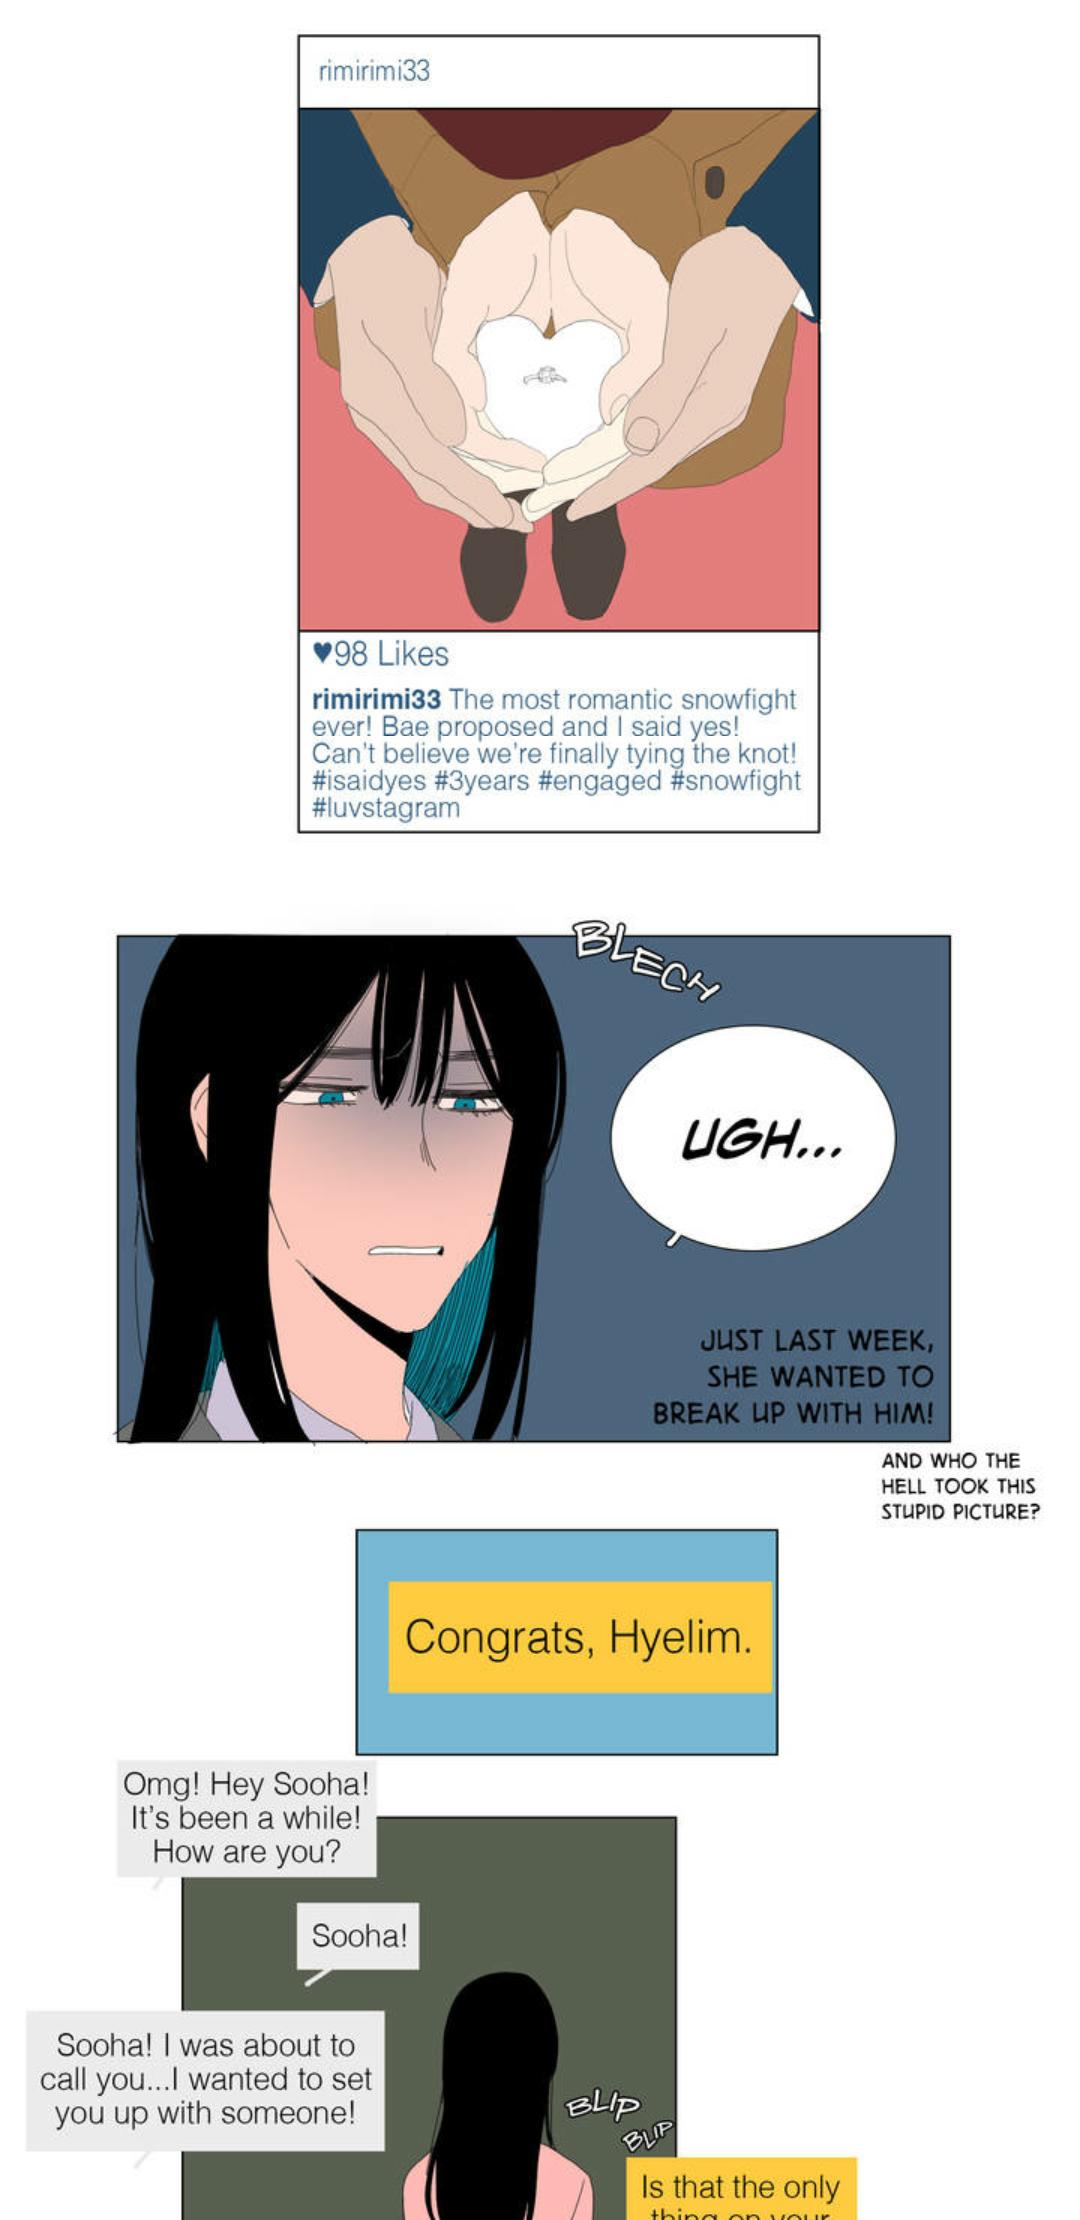 rimirimi33
♥98 Likes
rimirimi33 The most romantic snowfight
ever! Bae proposed and I said yes!
Can't believe we're finally tying the knot!
#isaidyes #3years #engaged #snowfight
#luvstagram
BLECH
UGH...
JUST LAST WEEK,
SHE WANTED TO
BREAK UP WITH HIM!
AND WHO THE
HELL TOOK THIS
STUPID PICTURE?
Congrats, Hyelim.
Omg! Hey Sooha!
It's been a while!
How are you?
Sooha!
Sooha! I was about to
call you...I wanted to set
you up with someone!
BLIP
BLIP
Is that the only
thing on your